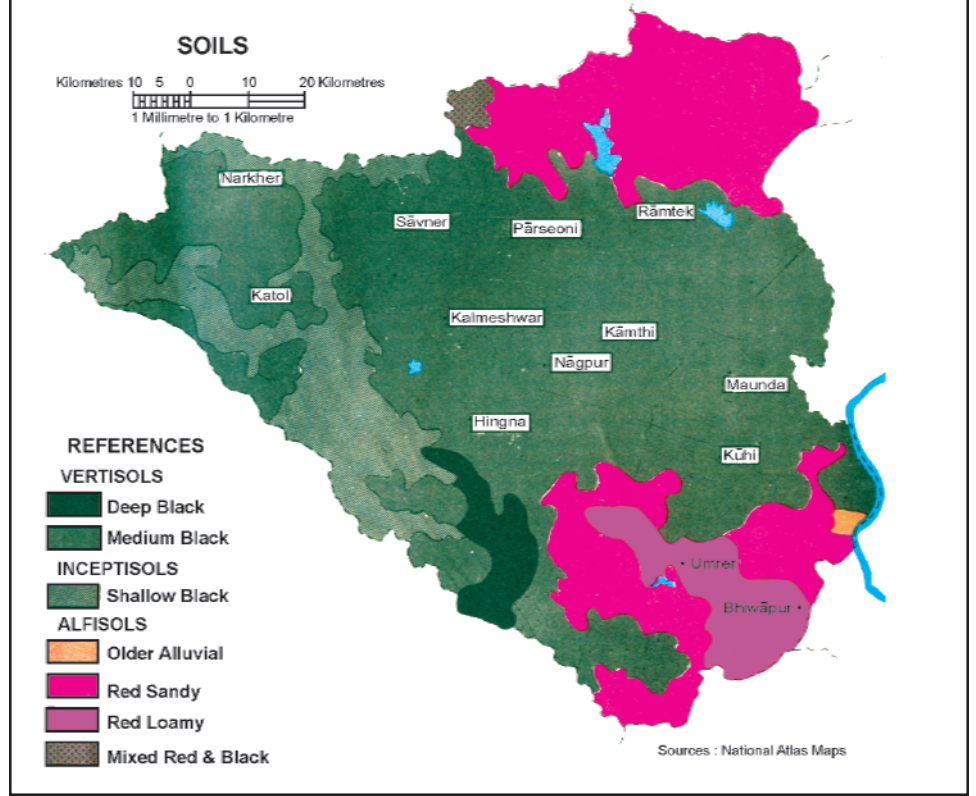 SOILS
Kilometres 10 5 0 10 20 Kilometres
1 Millimetre to 1 Kilometre
Narkher
Sāvner
Pārseoni
Rāmtek
Katol
Kalmeshwar
Kāmthi
Nāgpur
Maunda
Hingna
Kūhi
Umrer
Bhiwāpur
REFERENCES
VERTISOLS
Deep Black
Medium Black
INCEPTISOLS
Shallow Black
ALFISOLS
Older Alluvial
Red Sandy
Red Loamy
Mixed Red & Black
Sources : National Atlas Maps